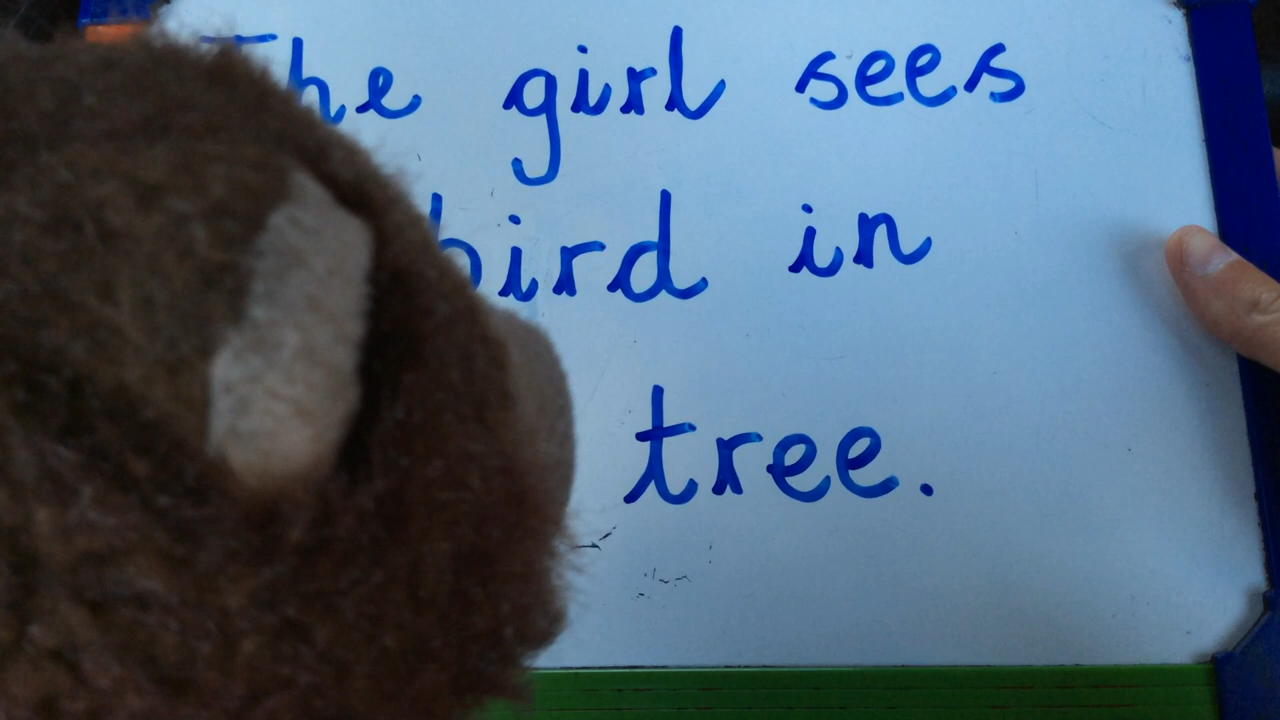 The girl sees
bird in
tree.